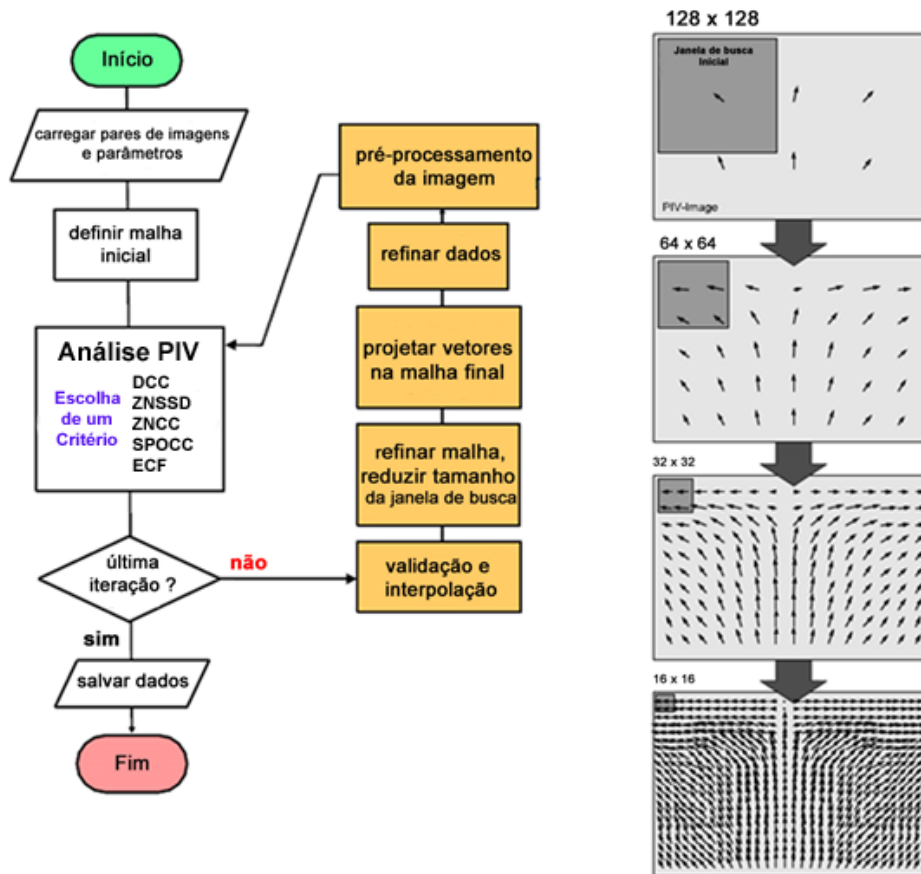 Início
carregar pares de imagens
e parâmetros
definir malha
inicial
Análise PIV
Escolha
de um
Critério
DCC
ZNSSD
ZNCC
SPOCC
ECF
última
iteração ?
não
sim
salvar dados
Fim
pré-processamento
da imagem
refinar dados
projetar vetores
na malha final
refinar malha,
reduzir tamanho
da janela de busca
validação e
interpolação
128 x 128
Janela de busca
Inicial
PIV-Image
64 x 64
32 x 32
16 x 16